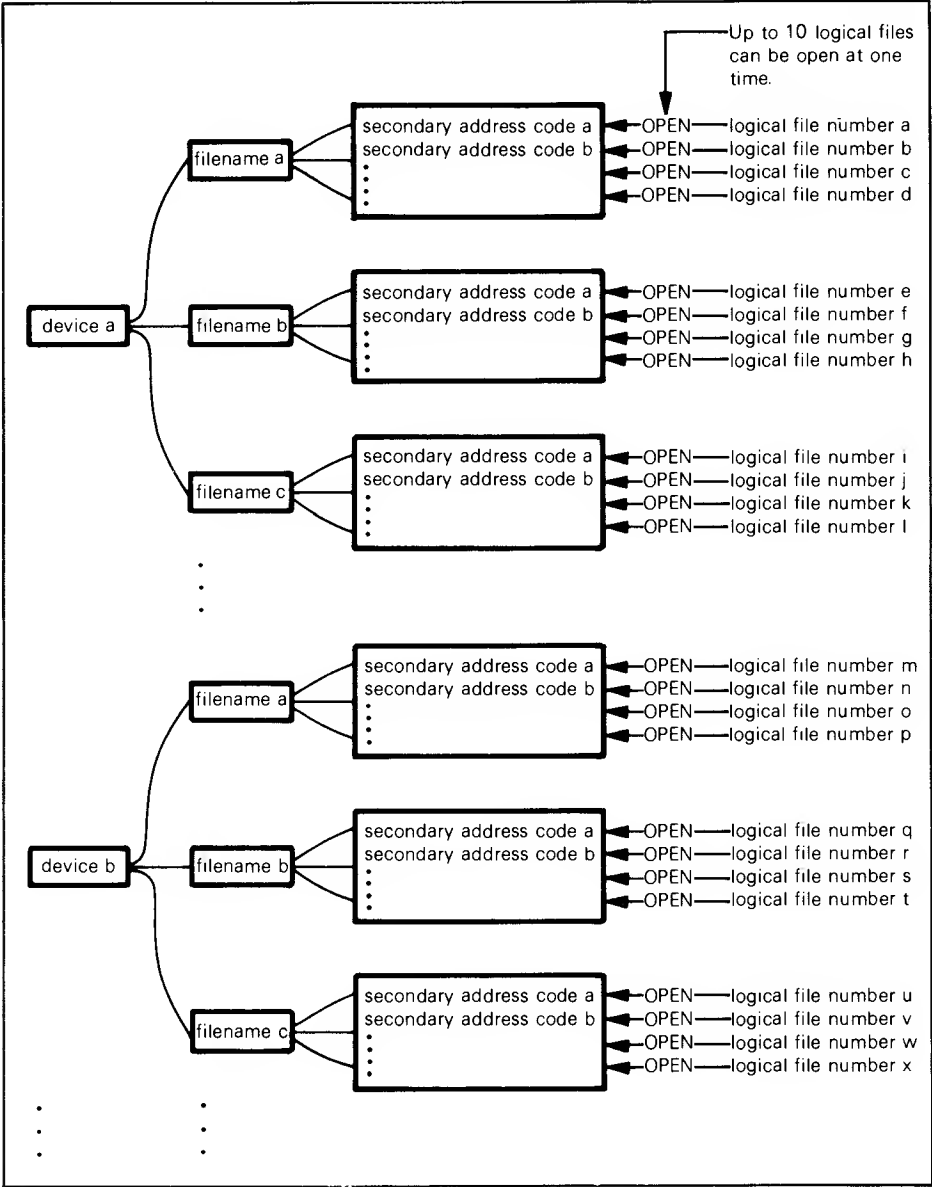 Up to 10 logical files
can be open at one
time.
secondary address code a OPEN logical file number a
secondary address code b OPEN logical file number b
filename a OPEN logical file number c
OPEN logical file number d
secondary address code a OPEN logical file number e
secondary address code b OPEN logical file number f
device a filename b OPEN logical file number g
OPEN logical file number h
secondary address code a OPEN logical file number i
secondary address code b OPEN logical file number j
filename c OPEN logical file number k
OPEN logical file number l
secondary address code a OPEN logical file number m
secondary address code b OPEN logical file number n
filename a OPEN logical file number o
OPEN logical file number p
secondary address code a OPEN logical file number q
secondary address code b OPEN logical file number r
device b filename b OPEN logical file number s
OPEN logical file number t
secondary address code a OPEN logical file number u
secondary address code b OPEN logical file number v
filename c OPEN logical file number w
OPEN logical file number x